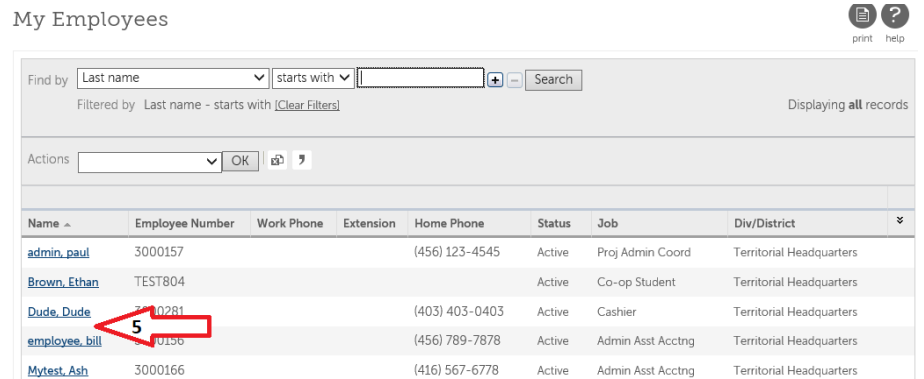 My Employees
print help
Find by Last name starts with + - Search
Filtered by Last name - starts with [Clear Filters] Displaying all records
Actions OK
Name Employee Number Work Phone Extension Home Phone Status Job Div/District
admin, paul 3000157 (456) 123-4545 Active Proj Admin Coord Territorial Headquarters
Brown, Ethan TEST804 Active Co-op Student Territorial Headquarters
Dude, Dude 3000281 (403) 403-0403 Active Cashier Territorial Headquarters
5
employee, bill 3000156 (456) 789-7878 Active Admin Asst Acctng Territorial Headquarters
Mytest, Ash 3000166 (416) 567-6778 Active Admin Asst Acctng Territorial Headquarters